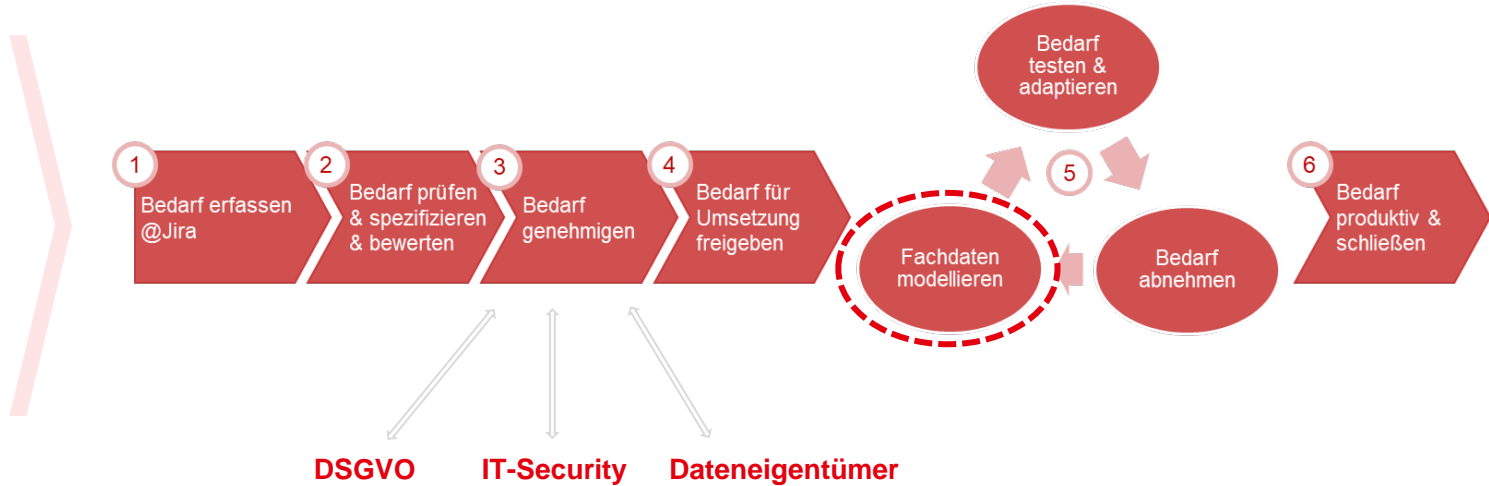 Bedarf
testen &
adaptieren
1
Bedarf erfassen
@Jira
2
Bedarf prüfen
& spezifizieren
& bewerten
3
Bedarf
genehmigen
4
Bedarf für
Umsetzung
freigeben
5
Fachdaten
modellieren
Bedarf
abnehmen
6
Bedarf
produktiv &
schließen
DSGVO
IT-Security
Dateneigentümer